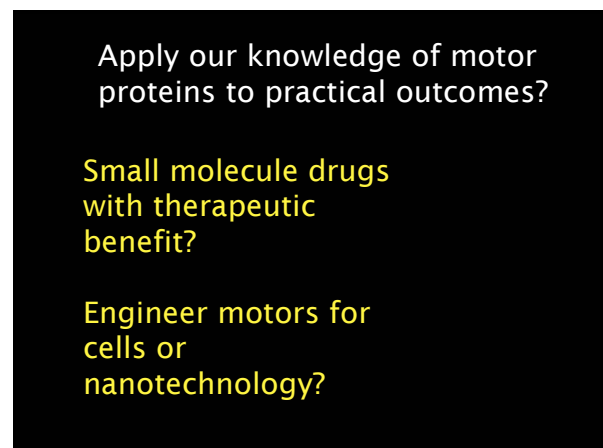 Apply our knowledge of motor
proteins to practical outcomes?
Small molecule drugs
with therapeutic
benefit?
Engineer motors for
cells or
nanotechnology?